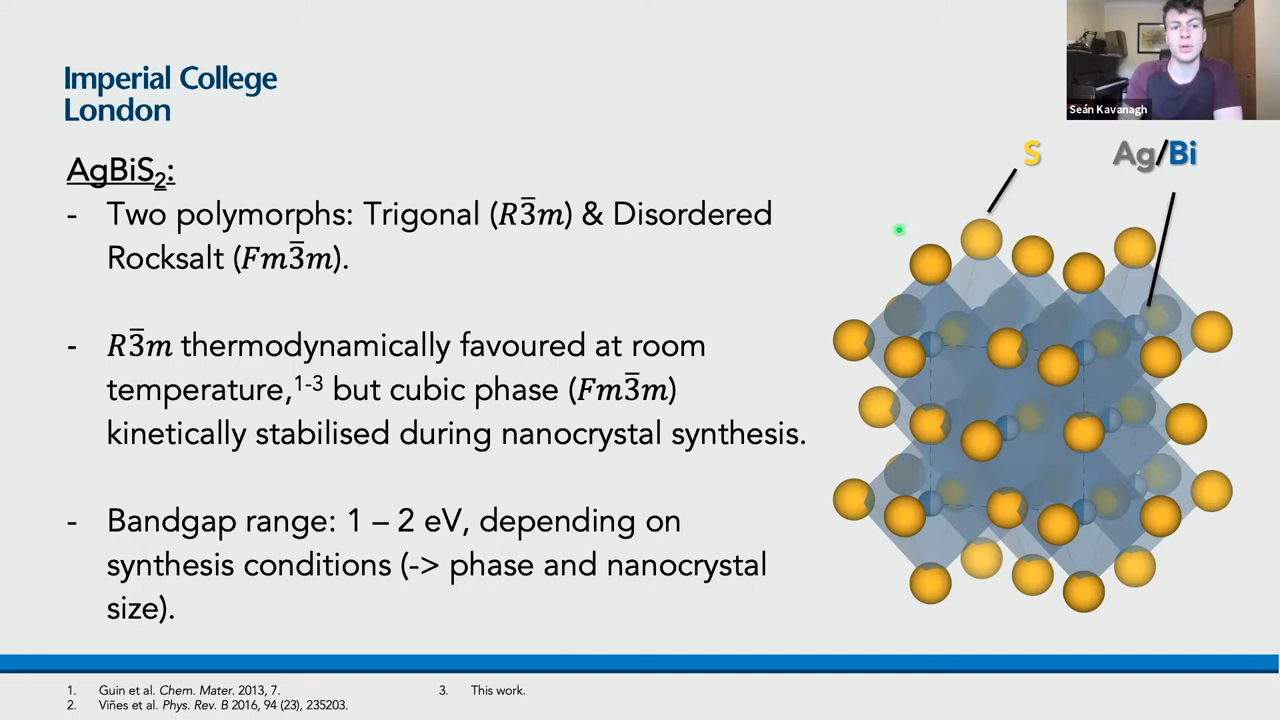 Imperial College
London
Seán Kavanagh
S
Ag/Bi
AgBiS₂:
- Two polymorphs: Trigonal (R3̅m) & Disordered
Rocksalt (Fm3̅m).
- R3̅m thermodynamically favoured at room
temperature,¹⁻³ but cubic phase (Fm3̅m)
kinetically stabilised during nanocrystal synthesis.
- Bandgap range: 1 – 2 eV, depending on
synthesis conditions (-> phase and nanocrystal
size).
1. Guin et al. Chem. Mater. 2013, 7.
2. Viñes et al. Phys. Rev. B 2016, 94 (23), 235203.
3. This work.